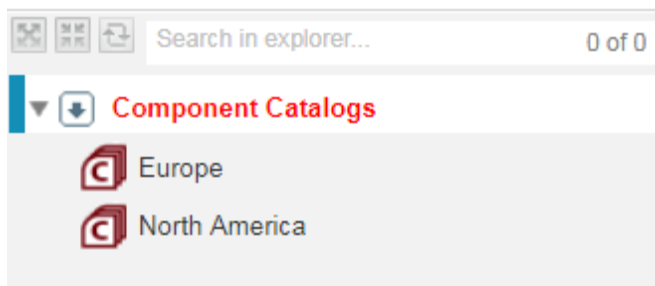 Search in explorer... 0 of 0
Component Catalogs
C Europe
C North America